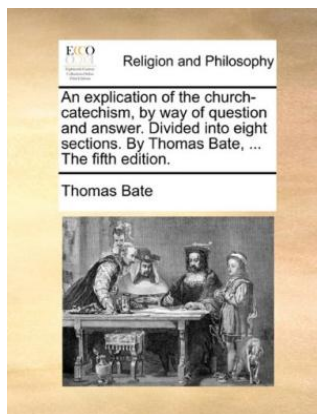 ECCO
Religion and Philosophy
An explication of the church-
catechism, by way of question
and answer. Divided into eight
sections. By Thomas Bate, ...
The fifth edition.
Thomas Bate